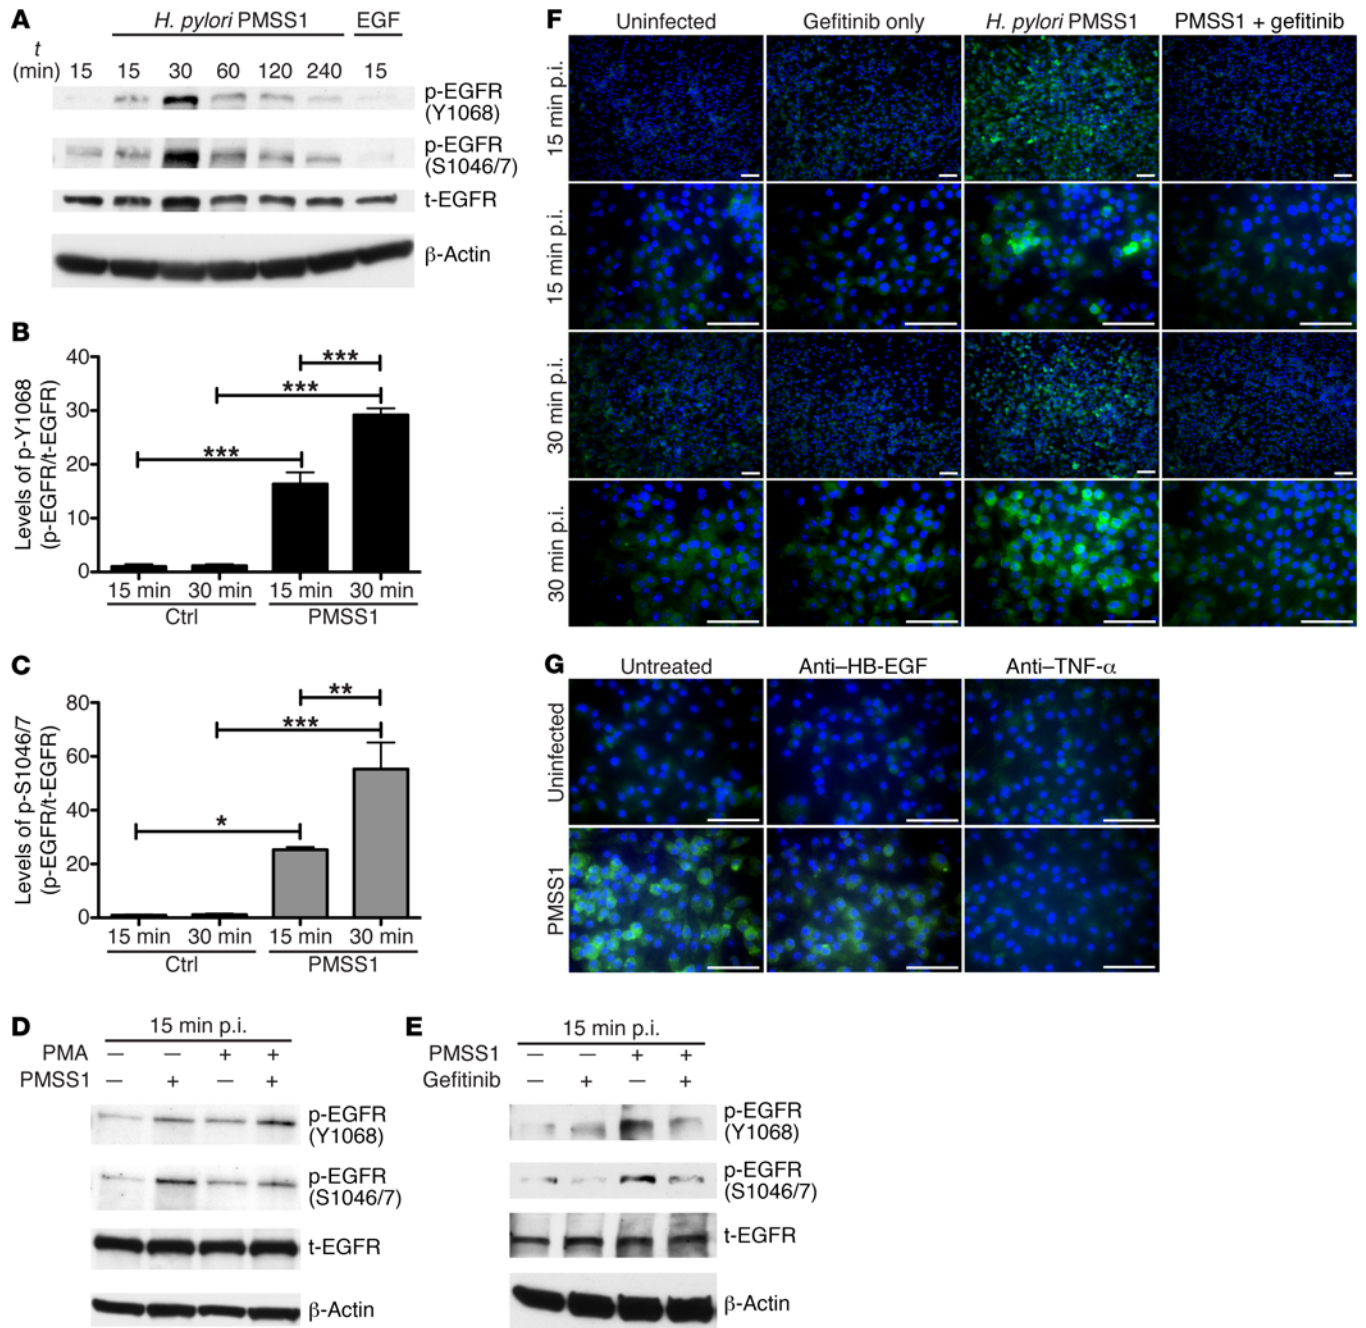 A
H. pylori PMSS1 EGF
t
(min) 15 15 30 60 120 240 15
p-EGFR
(Y1068)
p-EGFR
(S1046/7)
t-EGFR
β-Actin
B
Levels of p-Y1068
(p-EGFR/t-EGFR)
40
30
20
10
0
***
***
***
15 min 30 min 15 min 30 min
Ctrl PMSS1
C
Levels of p-S1046/7
(p-EGFR/t-EGFR)
80
60
40
20
0
**
***
*
15 min 30 min 15 min 30 min
Ctrl PMSS1
D
15 min p.i.
PMA — — + +
PMSS1 — + — +
p-EGFR
(Y1068)
p-EGFR
(S1046/7)
t-EGFR
β-Actin
E
15 min p.i.
PMSS1 — — + +
Gefitinib — + — +
p-EGFR
(Y1068)
p-EGFR
(S1046/7)
t-EGFR
β-Actin
F
Uninfected Gefitinib only H. pylori PMSS1 PMSS1 + gefitinib
15 min p.i.
15 min p.i.
30 min p.i.
30 min p.i.
G
Untreated Anti–HB-EGF Anti–TNF-α
Uninfected
PMSS1